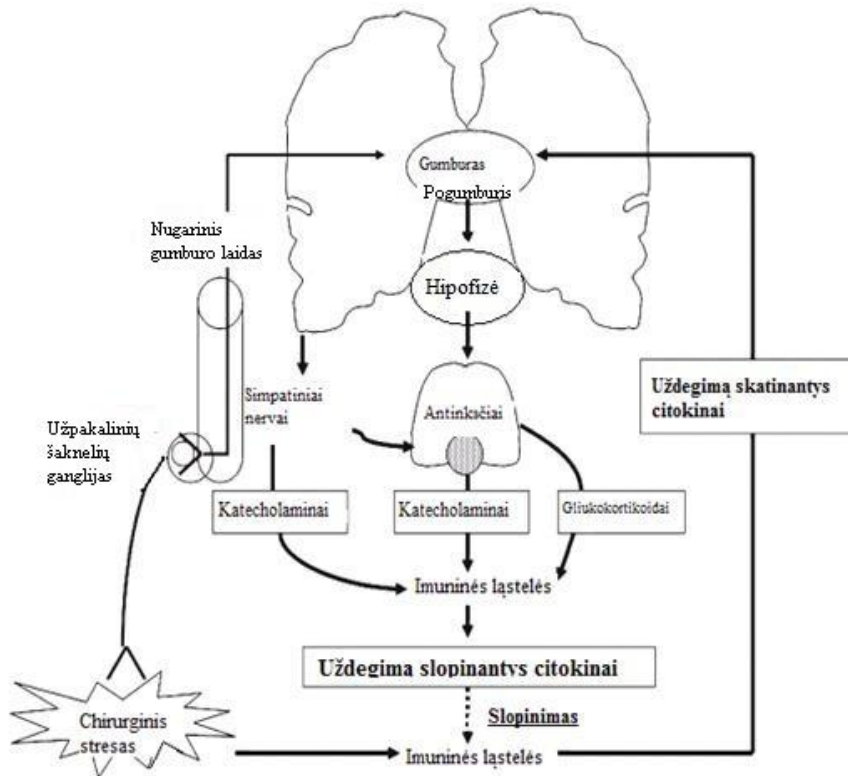 Gumburas
Pogumburis
Nugarinis
gumburo laidas
Hipofizė
Uždegimą skatinantys
citokinai
Simpatiniai
nervai
Antinksčiai
Užpakalinių
šaknelių
ganglijas
Katecholaminai
Katecholaminai
Gliukokortikoidai
Imuninės ląstelės
Uždegima slopinantys citokinai
Slopinimas
Chirurginis
stresas
Imuninės ląstelės